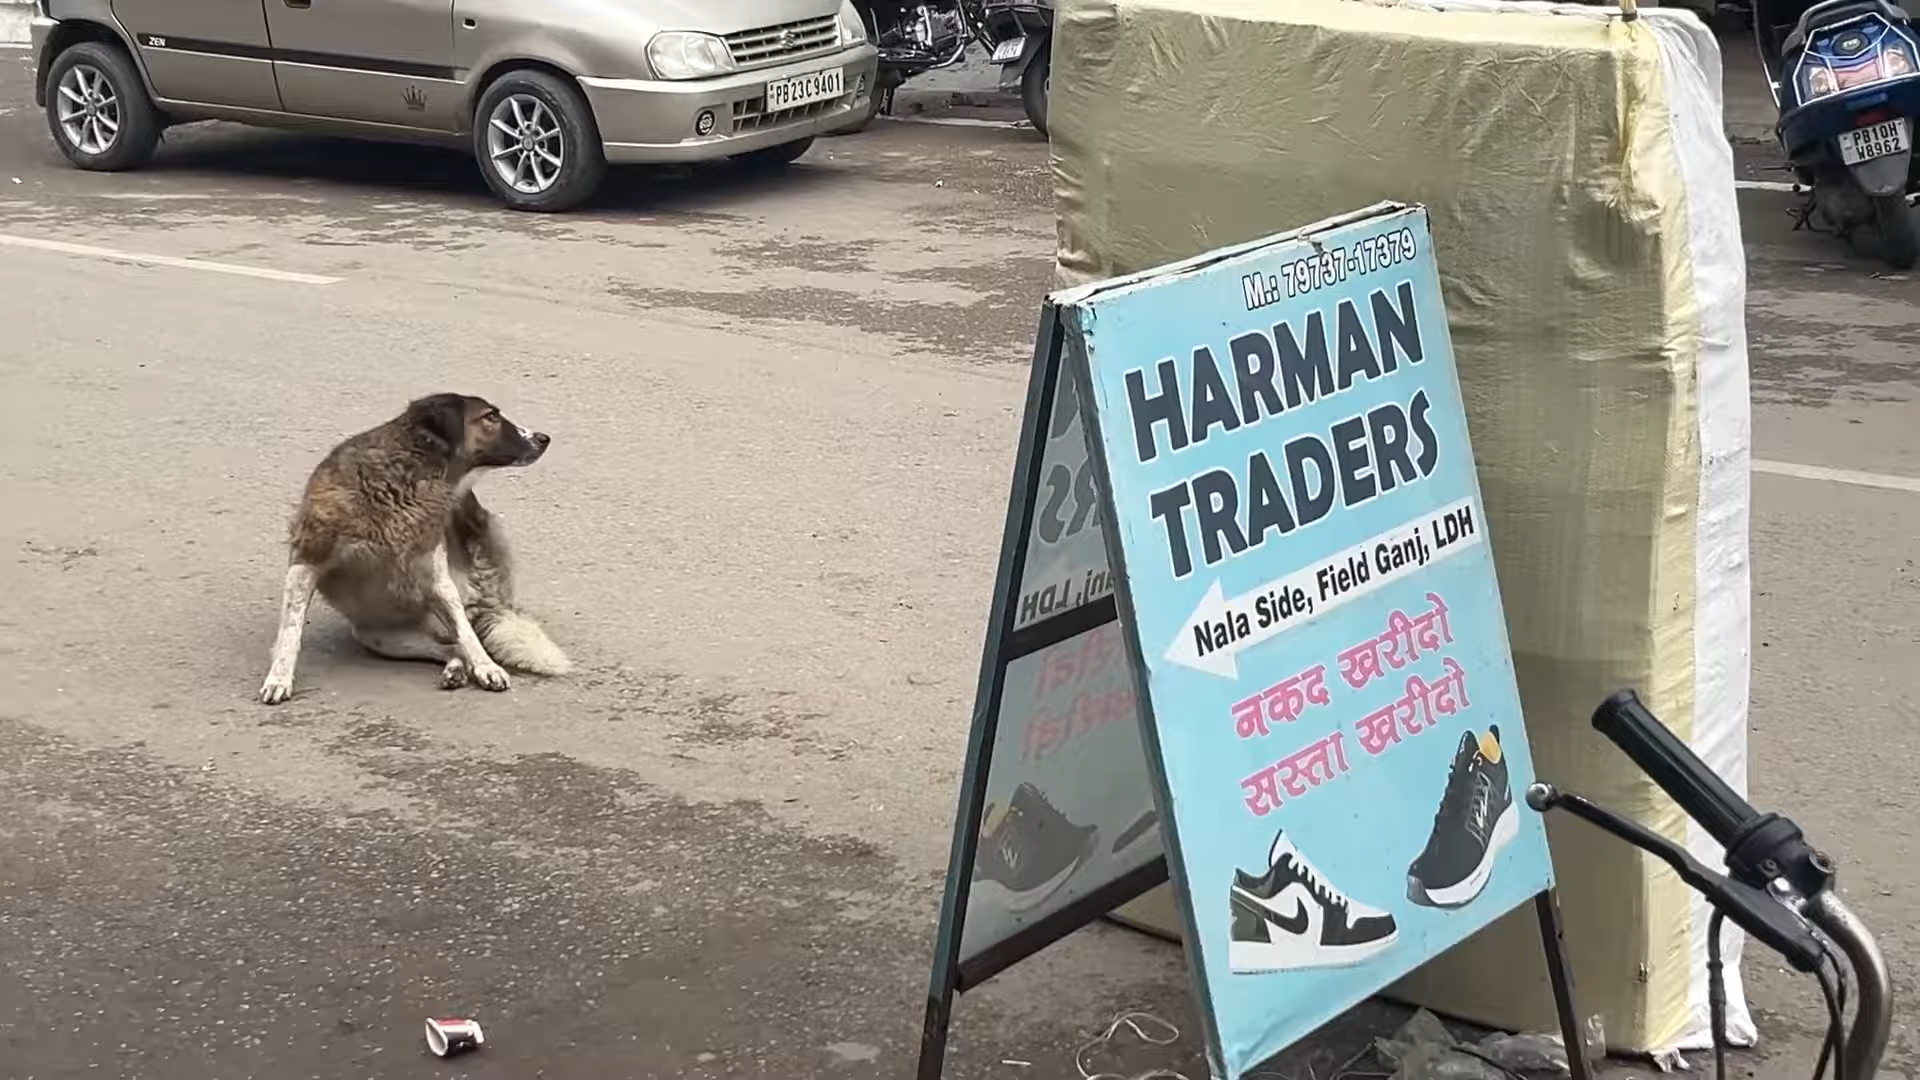 ZEN
PB23C9401
PB10H
W8962
M.: 79737-17379
HARMAN
TRADERS
Nala Side, Field Ganj, LDH
नकद खरीदो
सस्ता खरीदो